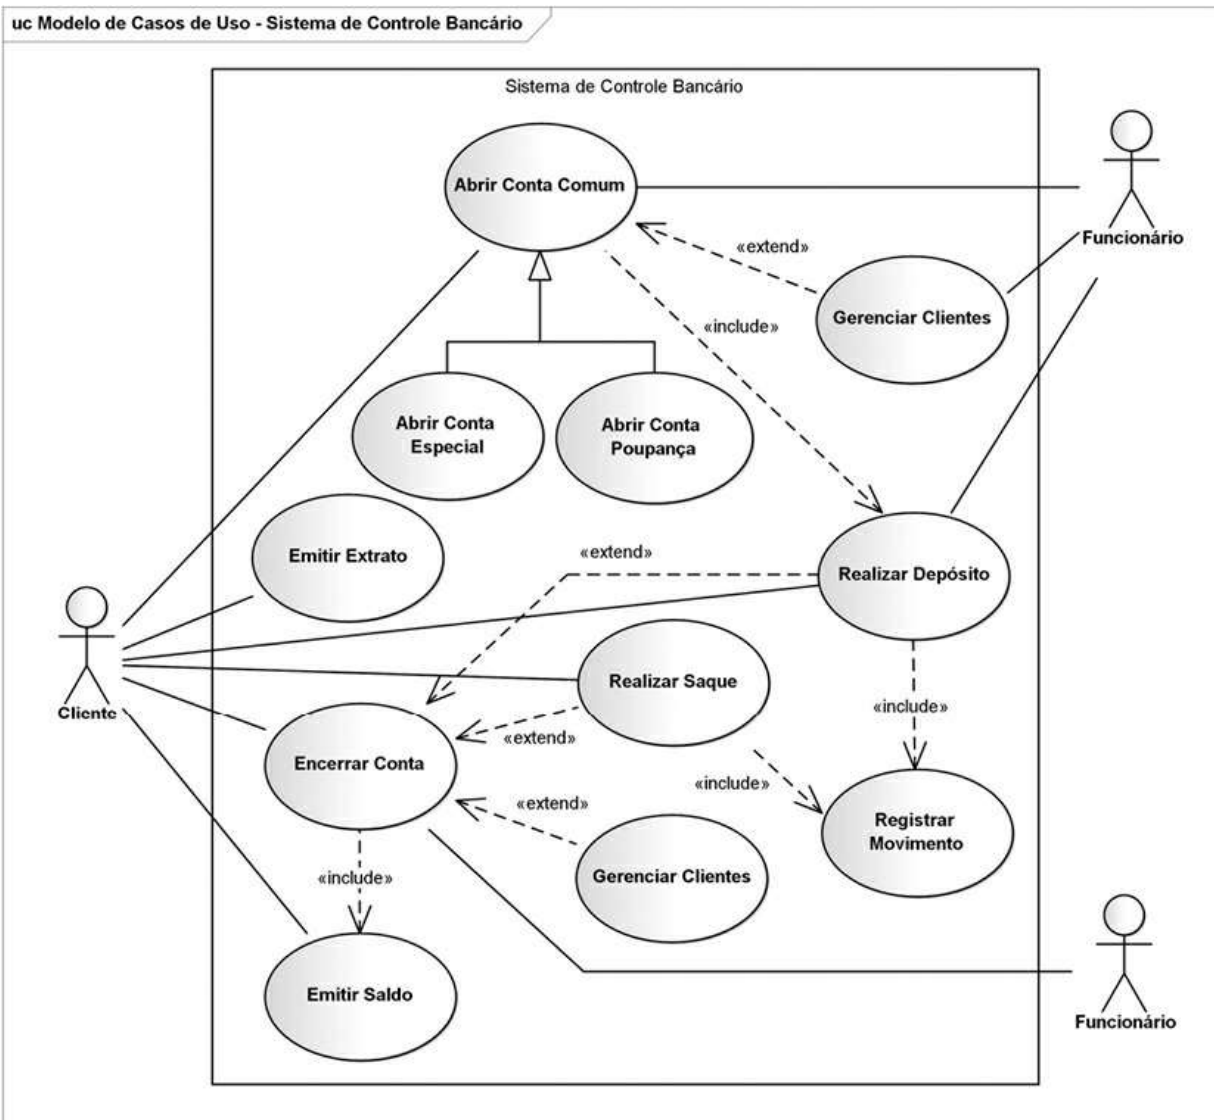 uc Modelo de Casos de Uso - Sistema de Controle Bancário
Sistema de Controle Bancário
Abrir Conta Comum
Funcionário
«extend»
Gerenciar Clientes
«include»
Abrir Conta
Especial
Abrir Conta
Poupança
Emitir Extrato
«extend»
Realizar Depósito
Realizar Saque
Cliente
«include»
«extend»
Encerrar Conta
«include»
«extend»
Registrar
Movimento
Gerenciar Clientes
«include»
Emitir Saldo
Funcionário